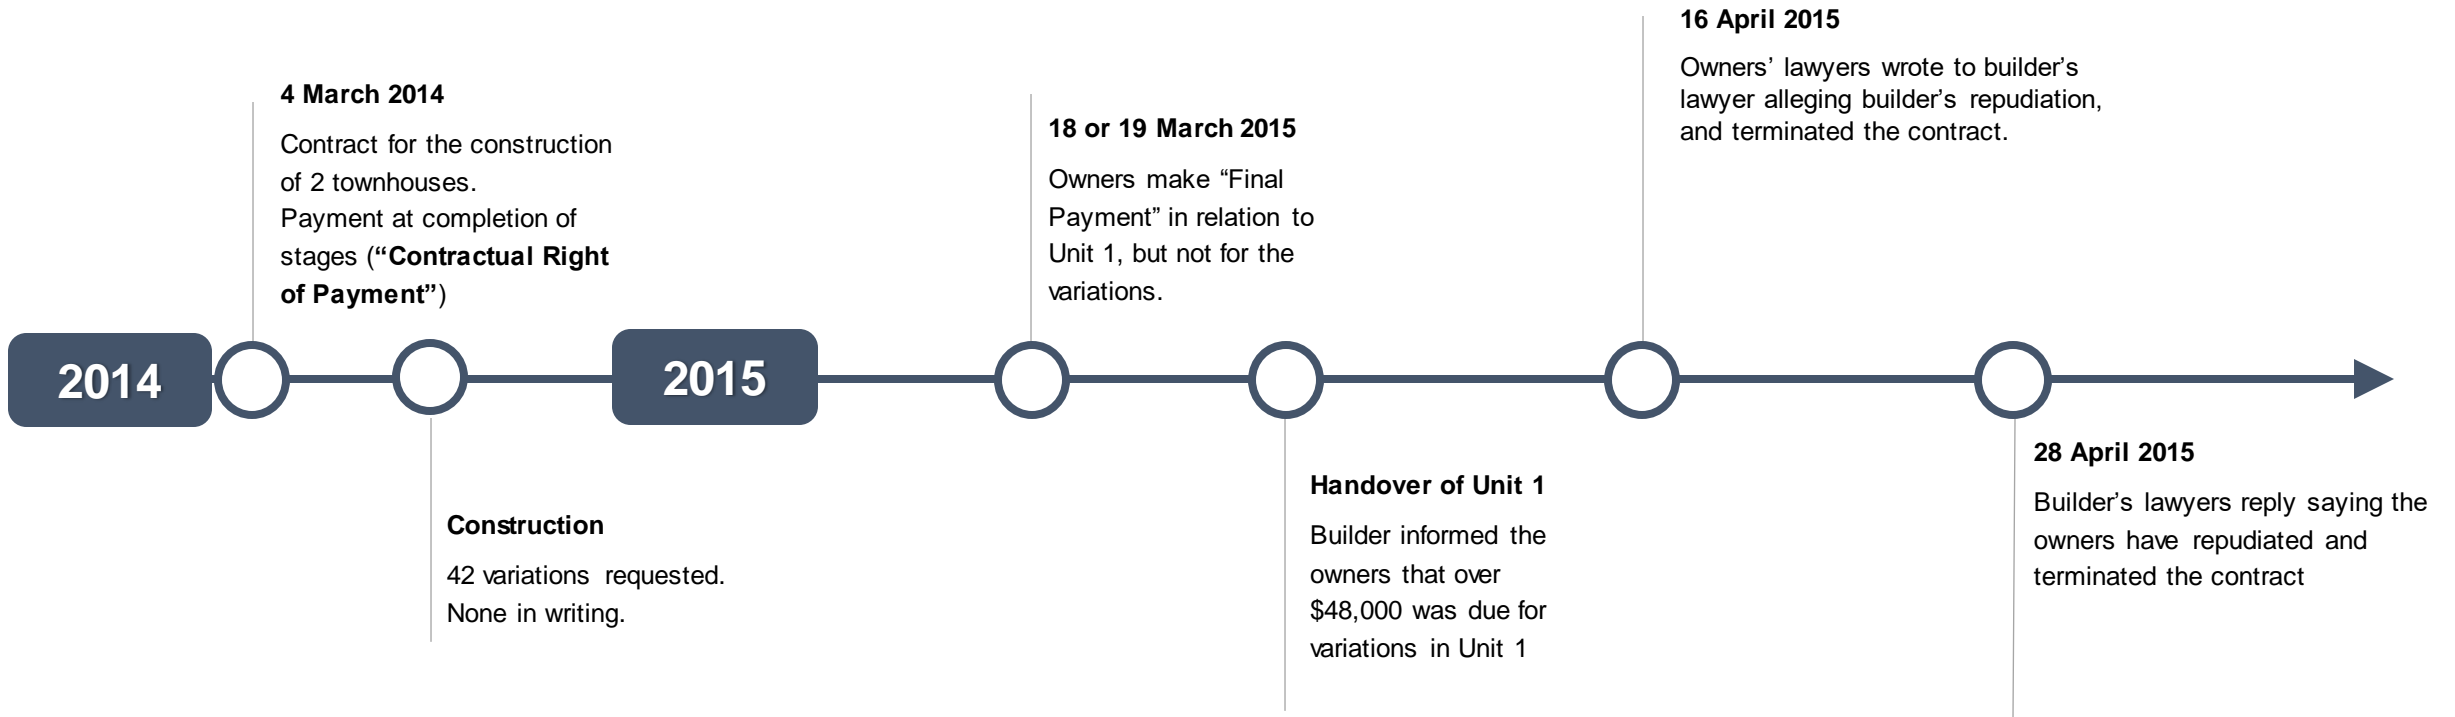 2014
4 March 2014
Contract for the construction
of 2 townhouses.
Payment at completion of
stages (“Contractual Right
of Payment”)
Construction
42 variations requested.
None in writing.
2015
18 or 19 March 2015
Owners make “Final
Payment” in relation to
Unit 1, but not for the
variations.
Handover of Unit 1
Builder informed the
owners that over
$48,000 was due for
variations in Unit 1
16 April 2015
Owners’ lawyers wrote to builder’s
lawyer alleging builder’s repudiation,
and terminated the contract.
28 April 2015
Builder’s lawyers reply saying the
owners have repudiated and
terminated the contract